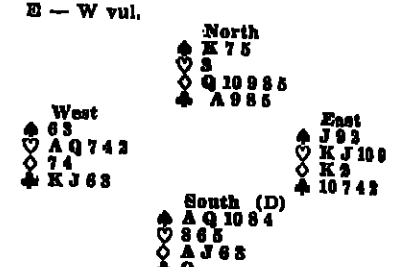 E — W vul.
North
♠ K 7 5
♡ 3
♢ Q 10 9 8 5
♣ A 9 8 5
West
♠ 6 3
♡ A Q 7 4 2
♢ 7 4
♣ K J 6 3
East
♠ J 9 2
♡ K J 10 9
♢ K 2
♣ 10 7 4 2
South (D)
♠ A Q 10 8 4
♡ 8 6 5
♢ A J 6 3